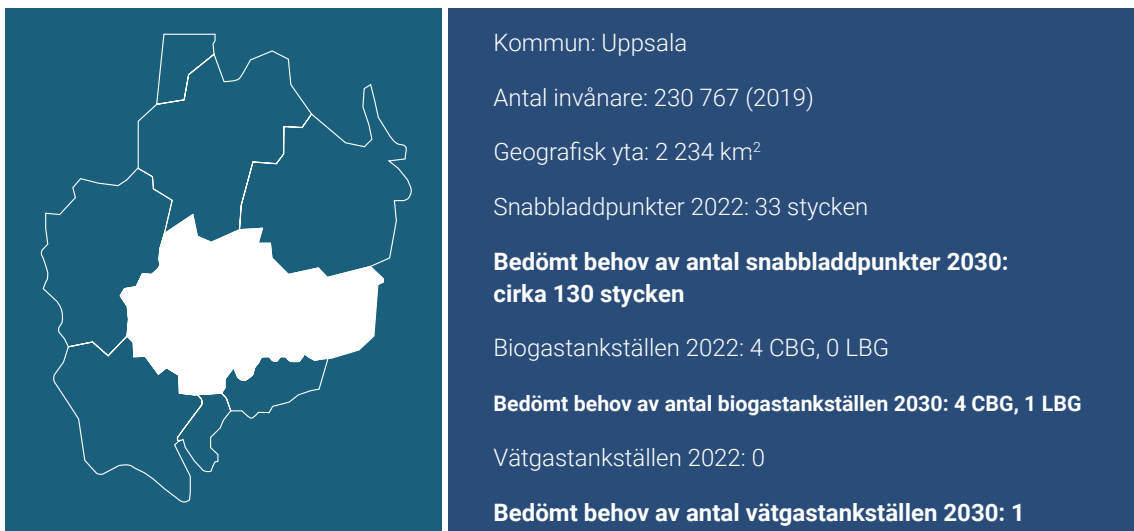 Kommun: Uppsala
Antal invånare: 230 767 (2019)
Geografisk yta: 2 234 km²
Snabbladdpunkter 2022: 33 stycken
Bedömt behov av antal snabbladdpunkter 2030:
cirka 130 stycken
Biogastankställen 2022: 4 CBG, 0 LBG
Bedömt behov av antal biogastankställen 2030: 4 CBG, 1 LBG
Vätgastankställen 2022: 0
Bedömt behov av antal vätgastankställen 2030: 1